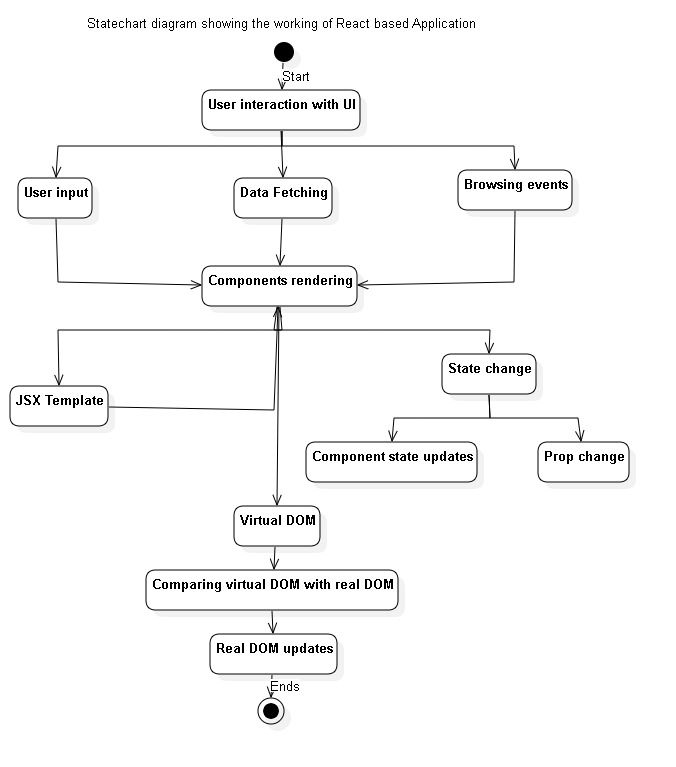 Statechart diagram showing the working of React based Application
Start
User interaction with UI
User input
Data Fetching
Browsing events
Components rendering
State change
JSX Template
Component state updates
Prop change
Virtual DOM
Comparing virtual DOM with real DOM
Real DOM updates
Ends